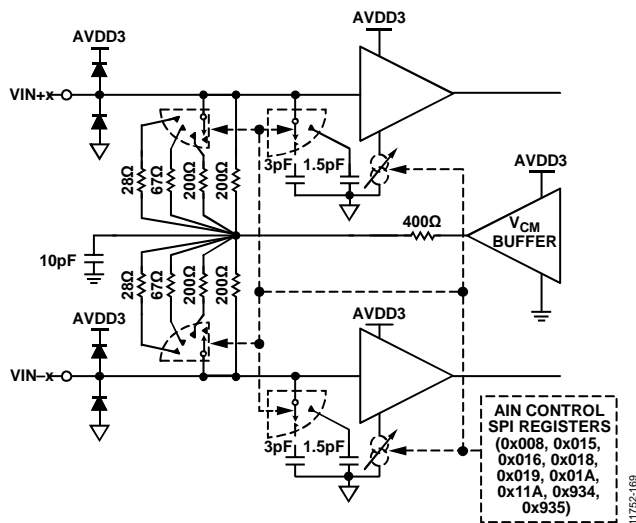 AVDD3
AVDD3
VIN+x
28Ω
67Ω
200Ω
200Ω
3pF
1.5pF
AVDD3
400Ω
VCM
BUFFER
10pF
28Ω
67Ω
200Ω
200Ω
AVDD3
AVDD3
VIN–x
3pF
1.5pF
AIN CONTROL
SPI REGISTERS
(0x008, 0x015,
0x016, 0x018,
0x019, 0x01A,
0x11A, 0x934,
0x935)